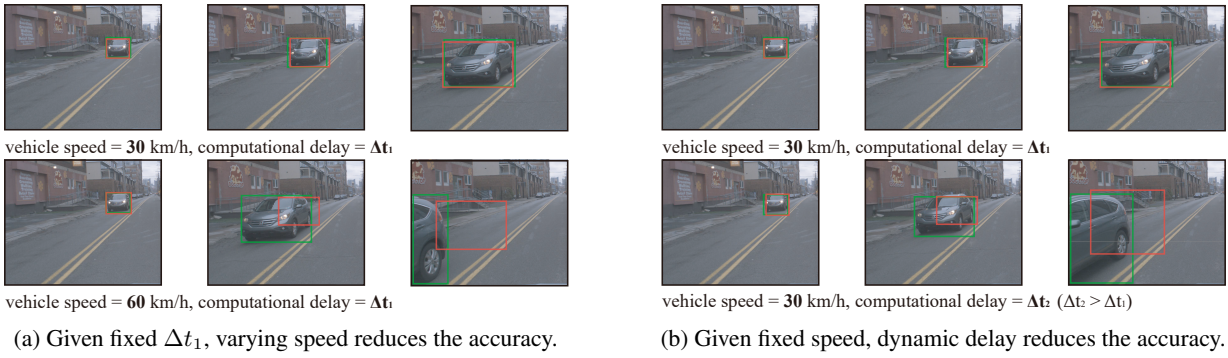 vehicle speed = 30 km/h, computational delay = Δt₁
vehicle speed = 60 km/h, computational delay = Δt₁
(a) Given fixed Δt₁, varying speed reduces the accuracy.
vehicle speed = 30 km/h, computational delay = Δt₁
vehicle speed = 30 km/h, computational delay = Δt₂ (Δt₂ > Δt₁)
(b) Given fixed speed, dynamic delay reduces the accuracy.